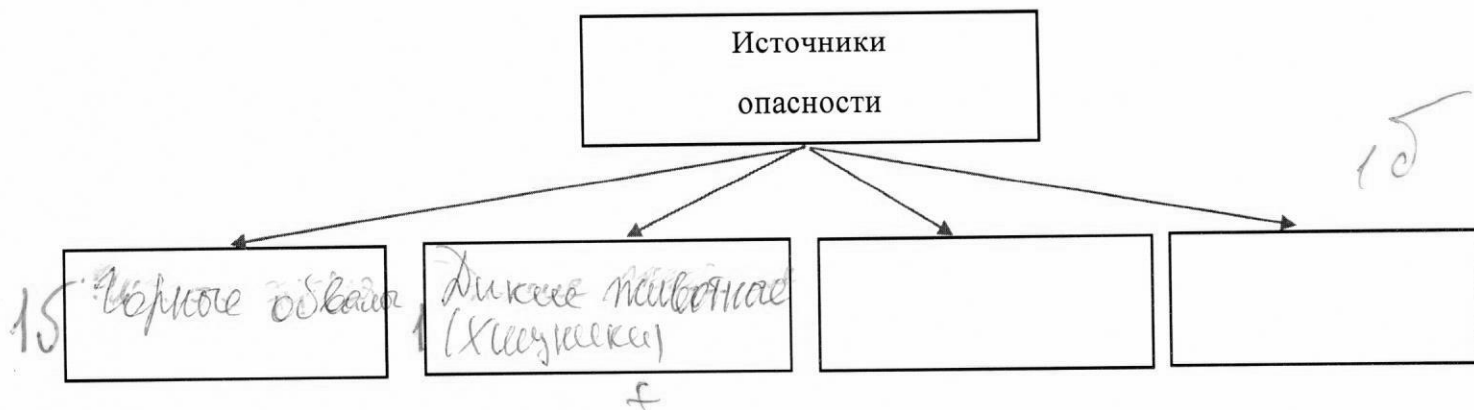 Источники
опасности
1б
1б
Горные обвалы
1
Дикие животные
(хищники)